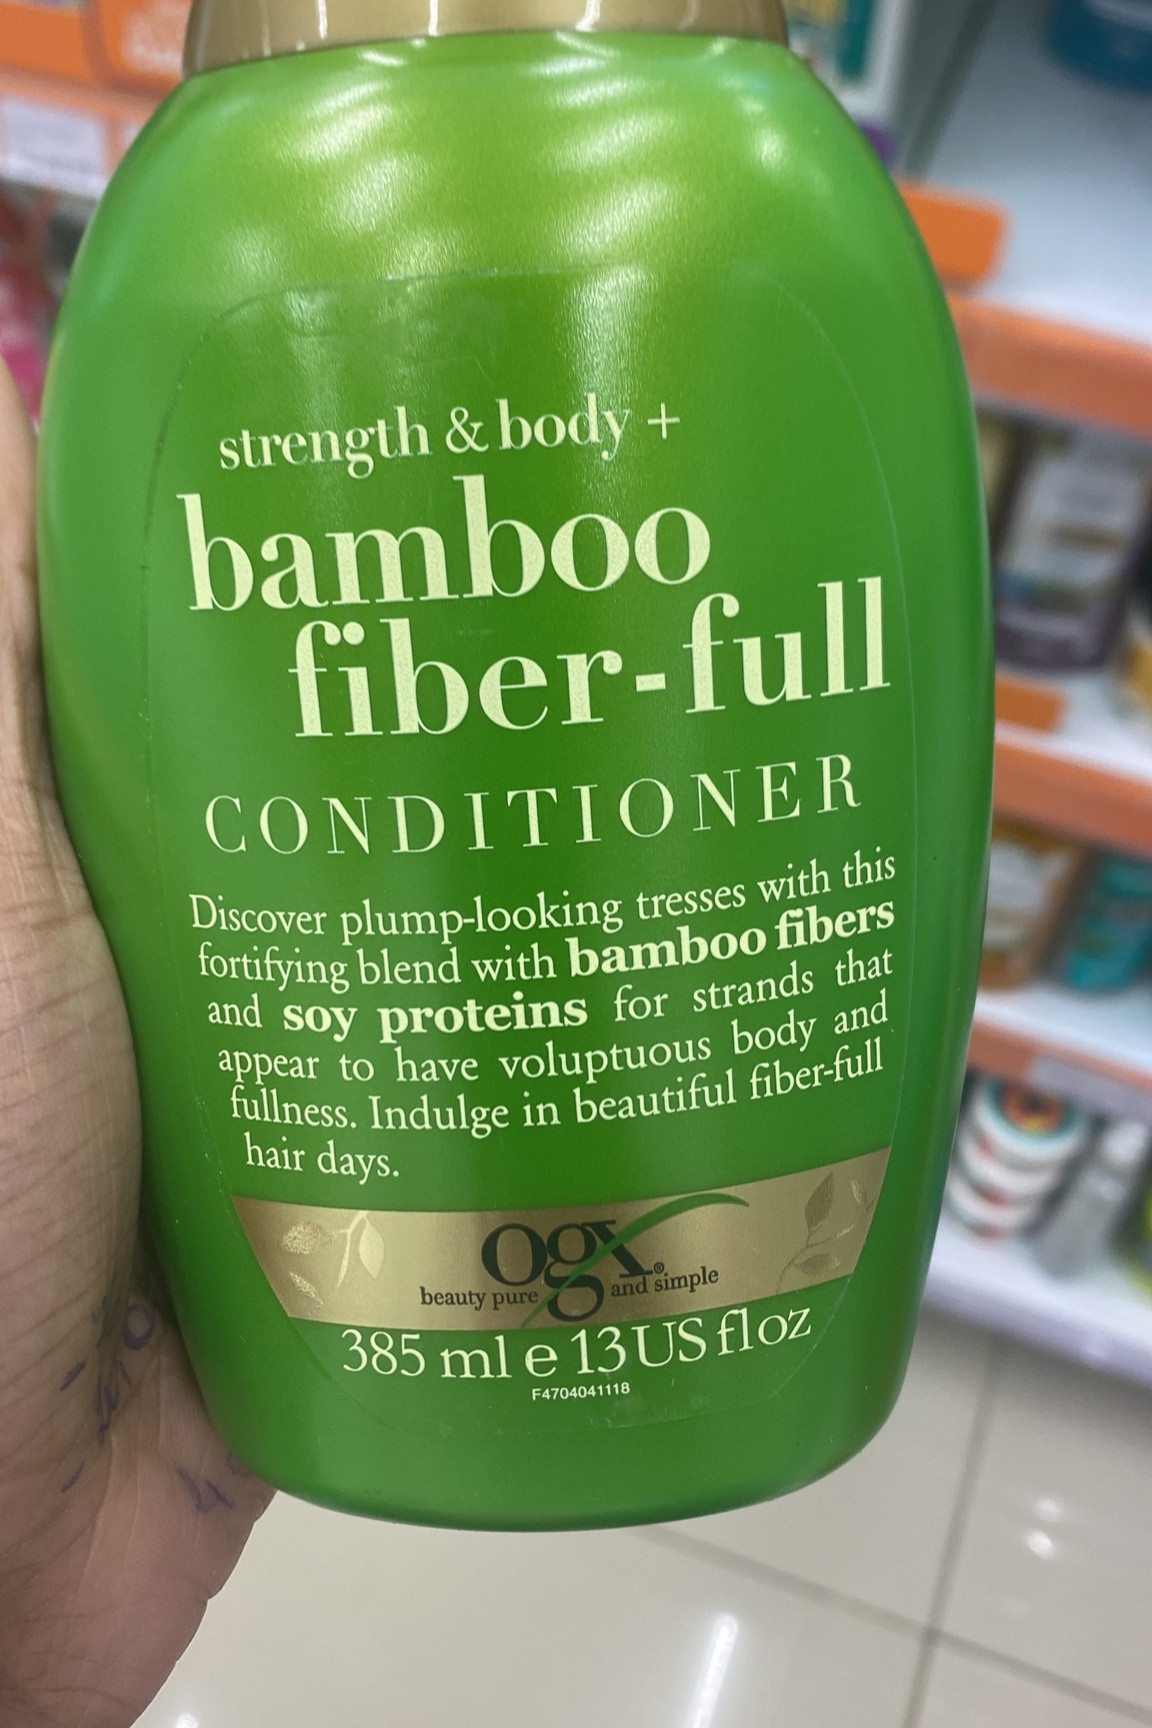 strength & body +
bamboo
fiber-full
CONDITIONER
Discover plump-looking tresses with this
fortifying blend with bamboo fibers
and soy proteins for strands that
appear to have voluptuous body and
fullness. Indulge in beautiful fiber-full
hair days.
ogx®
beauty pure and simple
385 ml e 13 US fl oz
F4704041118